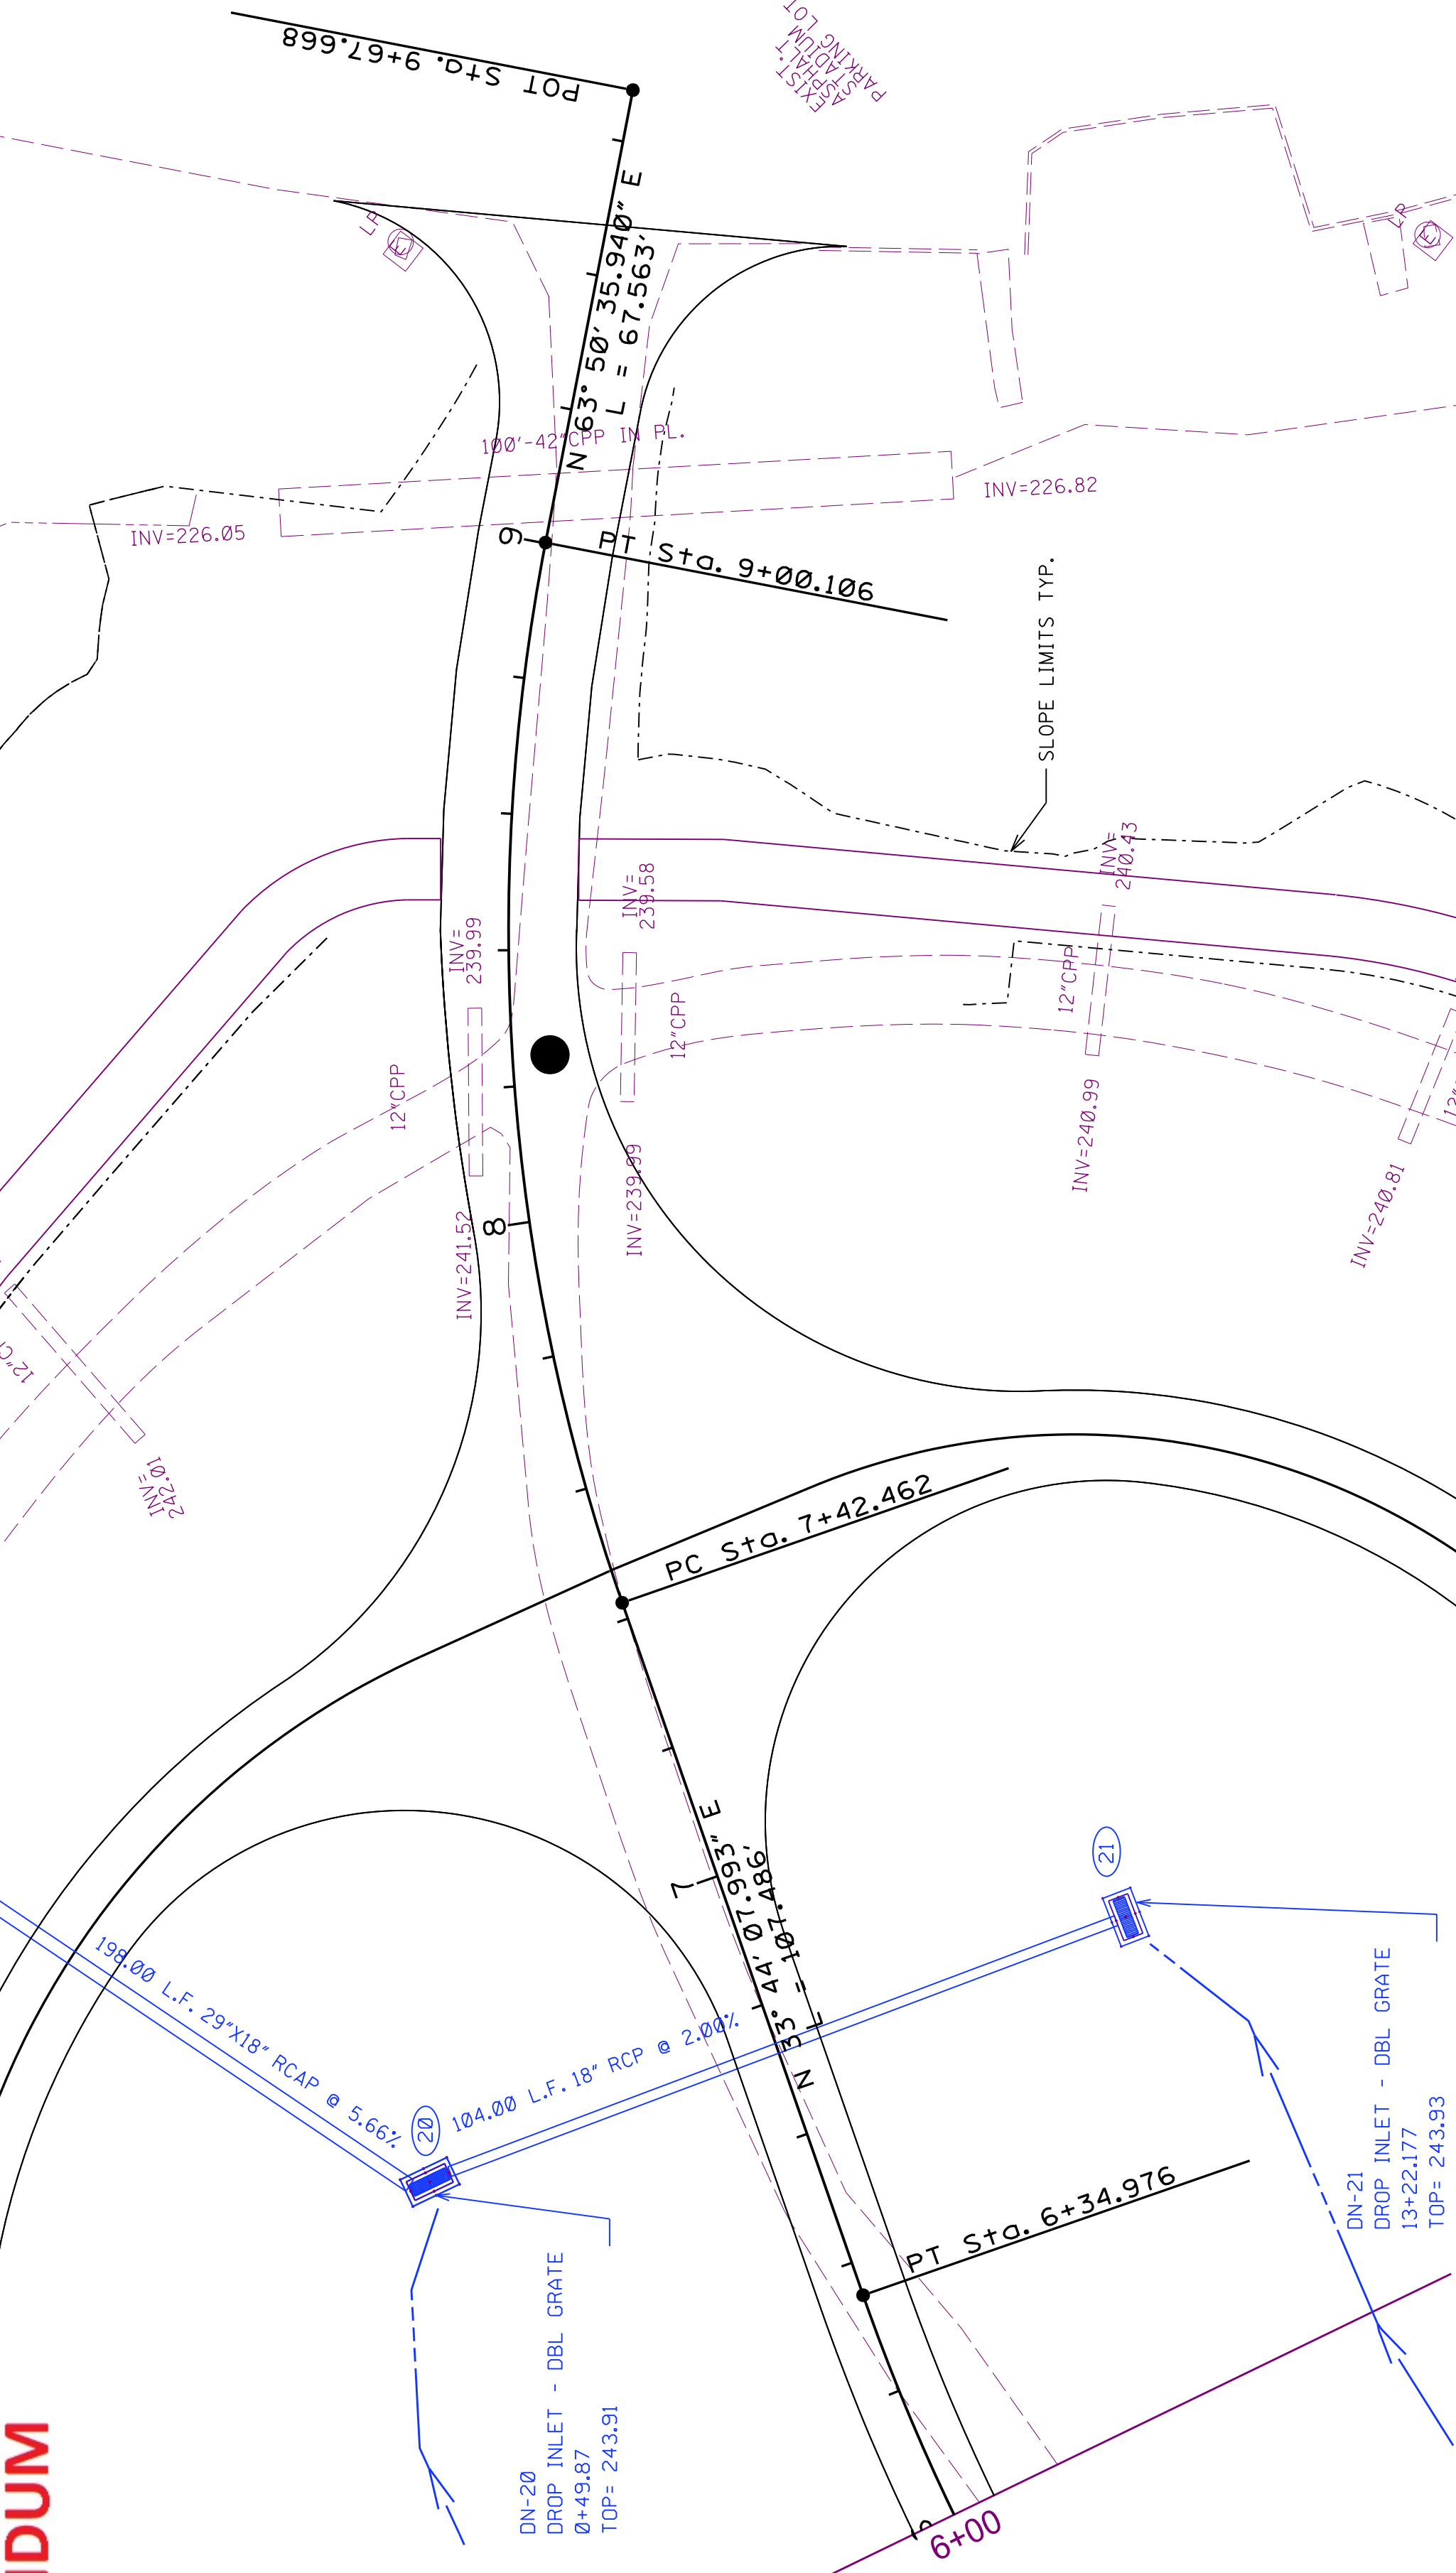 POT Sta. 9+67.668
EXIST.
ASPHALT
STADIUM
PARKING LOT
LP
E
LP
E
N 63° 50' 35.940" E
L = 67.563'
100'-42"CPP IN PL.
INV=226.05
INV=226.82
9
PT Sta. 9+00.106
SLOPE LIMITS TYP.
INV=
239.99
INV=
239.58
INV=
240.43
12"CPP
12"CPP
12"CPP
INV=241.52
INV=239.99
INV=240.99
INV=240.81
8
INV=
242.01
PC Sta. 7+42.462
7
N 33° 44' 07.993" E
L = 107.486'
198.00 L.F. 29"X18" RCAP @ 5.66%
20
104.00 L.F. 18" RCP @ 2.00%
21
PT Sta. 6+34.976
DN-20
DROP INLET - DBL GRATE
0+49.87
TOP= 243.91
DN-21
DROP INLET - DBL GRATE
13+22.177
TOP= 243.93
6+00
NDUM